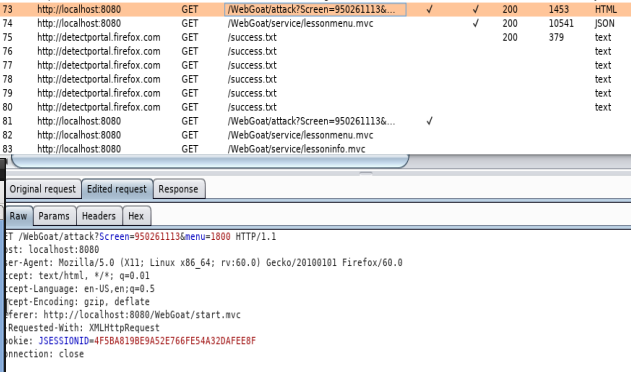 73 http://localhost:8080 GET /WebGoat/attack?Screen=950261113&... ✓ ✓ 200 1453 HTML
74 http://localhost:8080 GET /WebGoat/service/lessonmenu.mvc ✓ 200 10541 JSON
75 http://detectportal.firefox.com GET /success.txt 200 379 text
76 http://detectportal.firefox.com GET /success.txt text
77 http://detectportal.firefox.com GET /success.txt text
78 http://detectportal.firefox.com GET /success.txt text
79 http://detectportal.firefox.com GET /success.txt text
80 http://detectportal.firefox.com GET /success.txt text
81 http://localhost:8080 GET /WebGoat/attack?Screen=950261113&... ✓
82 http://localhost:8080 GET /WebGoat/service/lessonmenu.mvc
83 http://localhost:8080 GET /WebGoat/service/lessoninfo.mvc
Original request Edited request Response
Raw Params Headers Hex
ET /WebGoat/attack?Screen=950261113&menu=1800 HTTP/1.1
ost: localhost:8080
ser-Agent: Mozilla/5.0 (X11; Linux x86_64; rv:60.0) Gecko/20100101 Firefox/60.0
ccept: text/html, */*; q=0.01
ccept-Language: en-US,en;q=0.5
ccept-Encoding: gzip, deflate
eferer: http://localhost:8080/WebGoat/start.mvc
-Requested-With: XMLHttpRequest
ookie: JSESSIONID=4F5BA819BE9A52E766FE54A32DAFEE8F
onnection: close